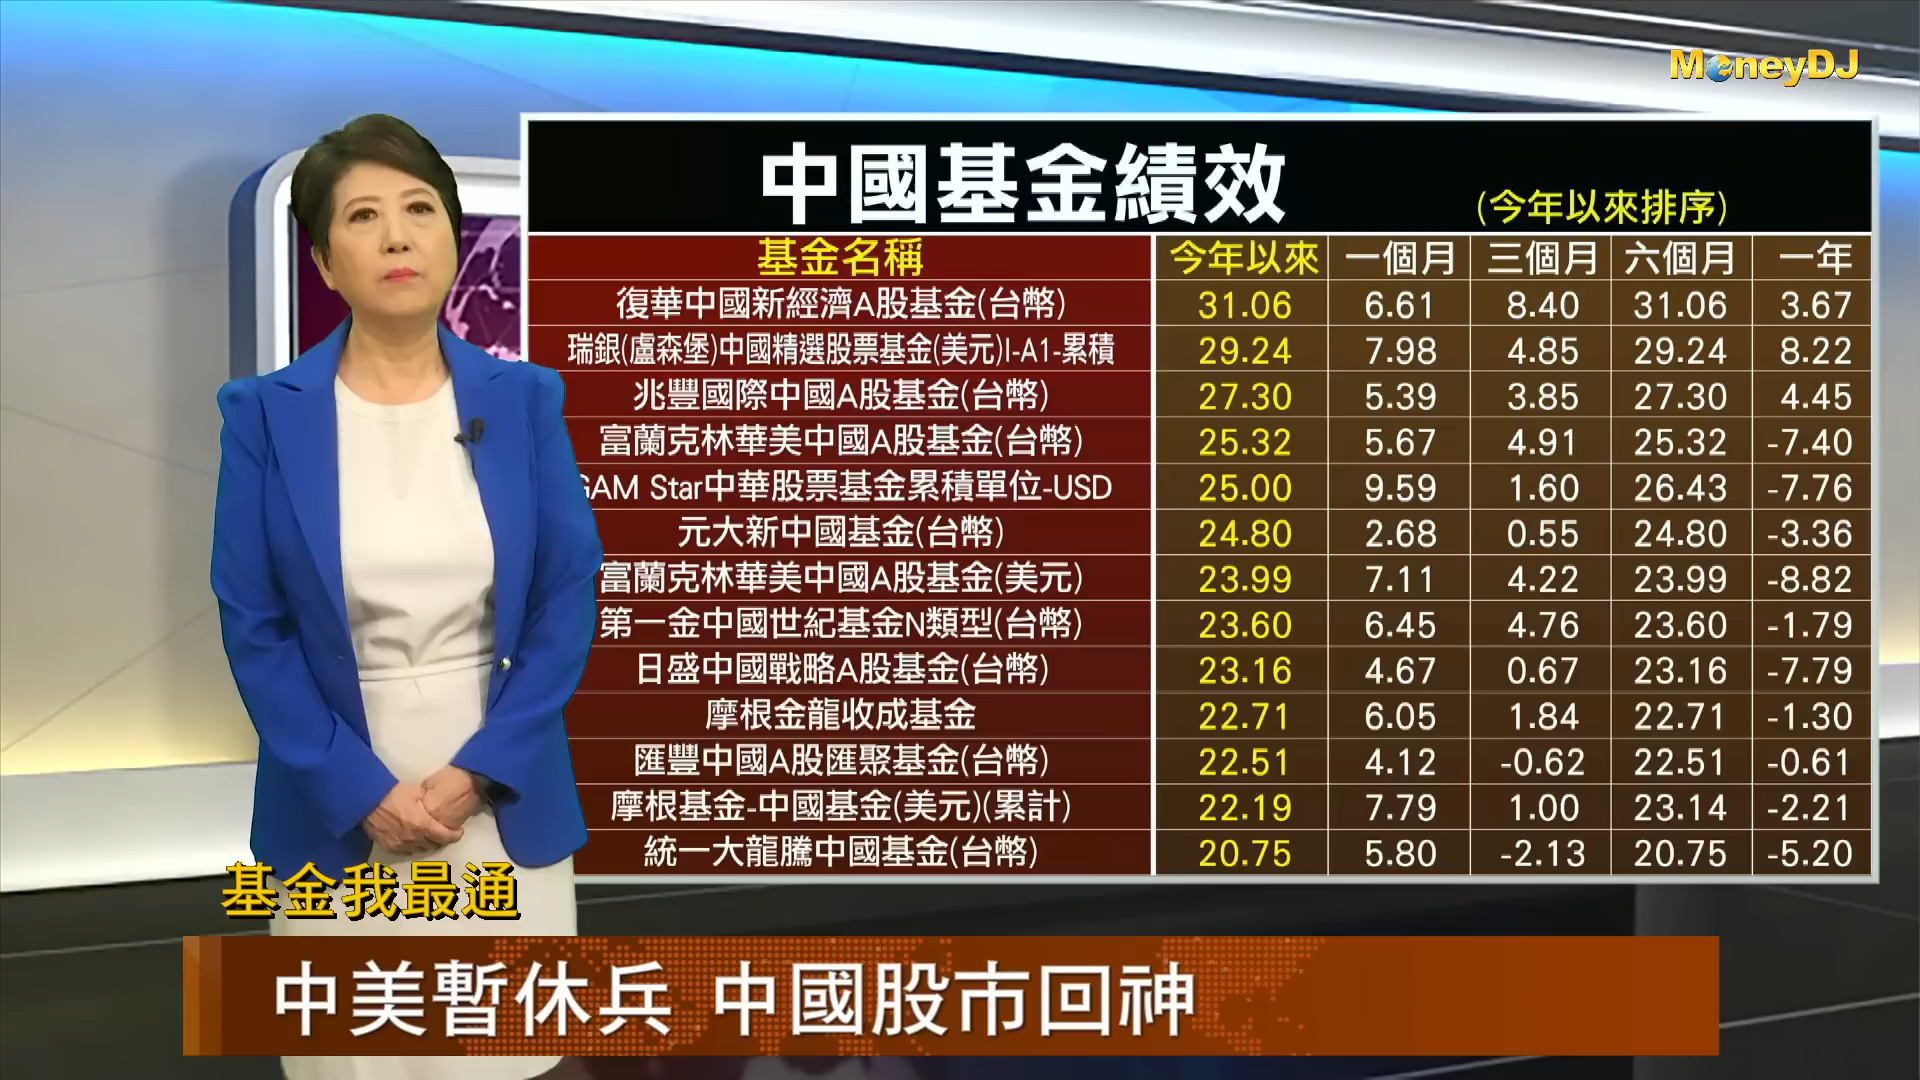 MoneyDJ
中國基金績效 (今年以來排序)
基金名稱 今年以來 一個月 三個月 六個月 一年
復華中國新經濟A股基金(台幣) 31.06 6.61 8.40 31.06 3.67
瑞銀(盧森堡)中國精選股票基金(美元)I-A1-累積 29.24 7.98 4.85 29.24 8.22
兆豐國際中國A股基金(台幣) 27.30 5.39 3.85 27.30 4.45
富蘭克林華美中國A股基金(台幣) 25.32 5.67 4.91 25.32 -7.40
GAM Star中華股票基金累積單位-USD 25.00 9.59 1.60 26.43 -7.76
元大新中國基金(台幣) 24.80 2.68 0.55 24.80 -3.36
富蘭克林華美中國A股基金(美元) 23.99 7.11 4.22 23.99 -8.82
第一金中國世紀基金N類型(台幣) 23.60 6.45 4.76 23.60 -1.79
日盛中國戰略A股基金(台幣) 23.16 4.67 0.67 23.16 -7.79
摩根金龍收成基金 22.71 6.05 1.84 22.71 -1.30
匯豐中國A股匯聚基金(台幣) 22.51 4.12 -0.62 22.51 -0.61
摩根基金-中國基金(美元)(累計) 22.19 7.79 1.00 23.14 -2.21
統一大龍騰中國基金(台幣) 20.75 5.80 -2.13 20.75 -5.20
基金我最通
中美暫休兵 中國股市回神